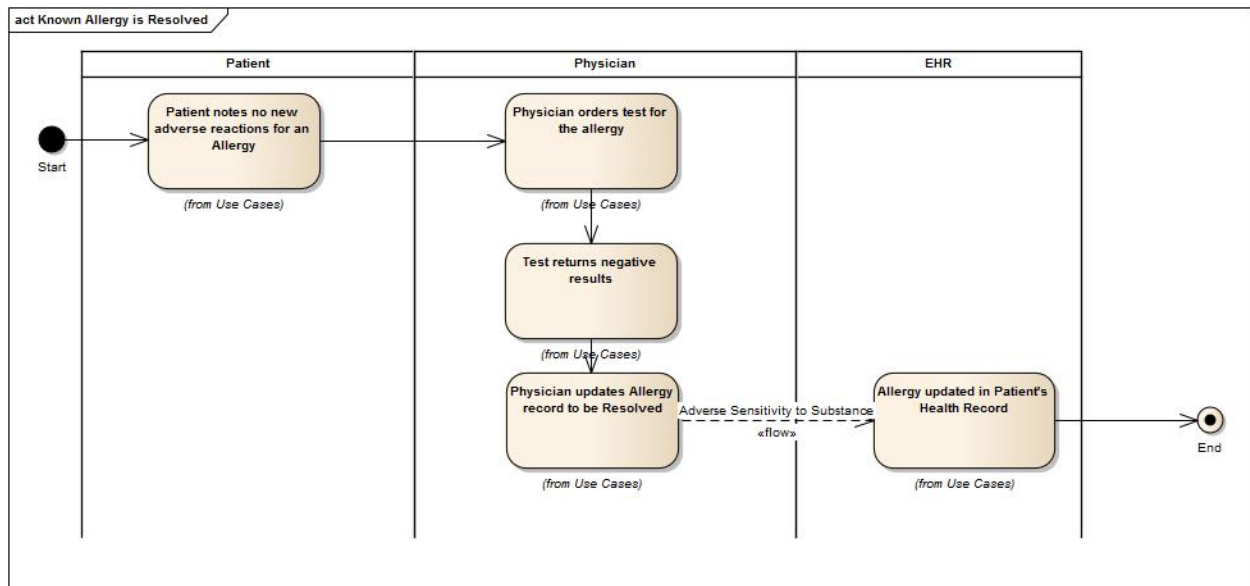 act Known Allergy is Resolved
Patient
Physician
EHR
Patient notes no new
adverse reactions for an
Allergy
Physician orders test for
the allergy
Start
(from Use Cases)
(from Use Cases)
Test returns negative
results
(from Use Cases)
Physician updates Allergy
record to be Resolved
Adverse Sensitivity to Substance
«flow»
Allergy updated in Patient's
Health Record
End
(from Use Cases)
(from Use Cases)